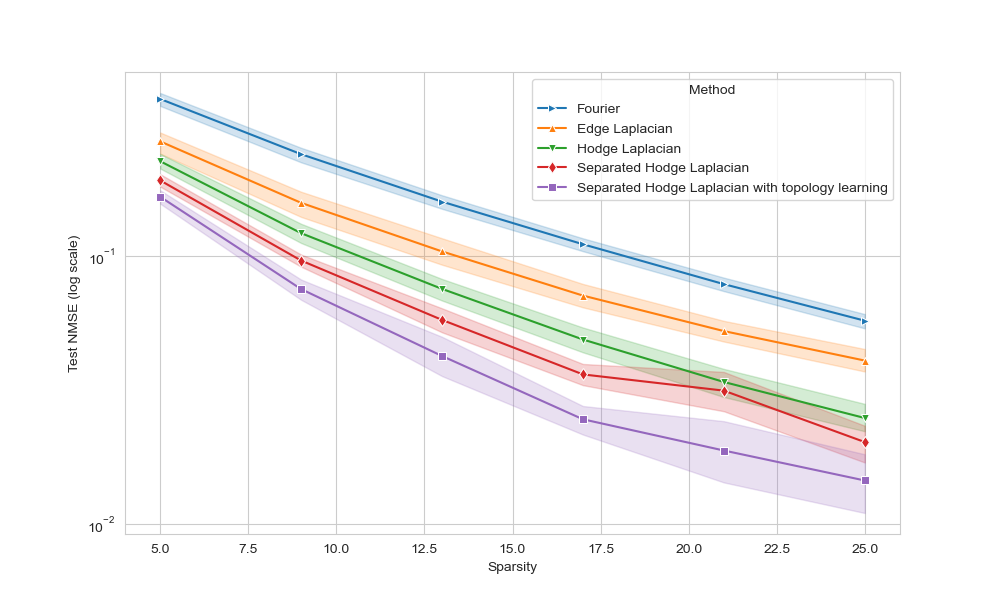 Method
Fourier
Edge Laplacian
Hodge Laplacian
Separated Hodge Laplacian
Separated Hodge Laplacian with topology learning
Test NMSE (log scale)
10⁻¹
10⁻²
5.0 7.5 10.0 12.5 15.0 17.5 20.0 22.5 25.0
Sparsity